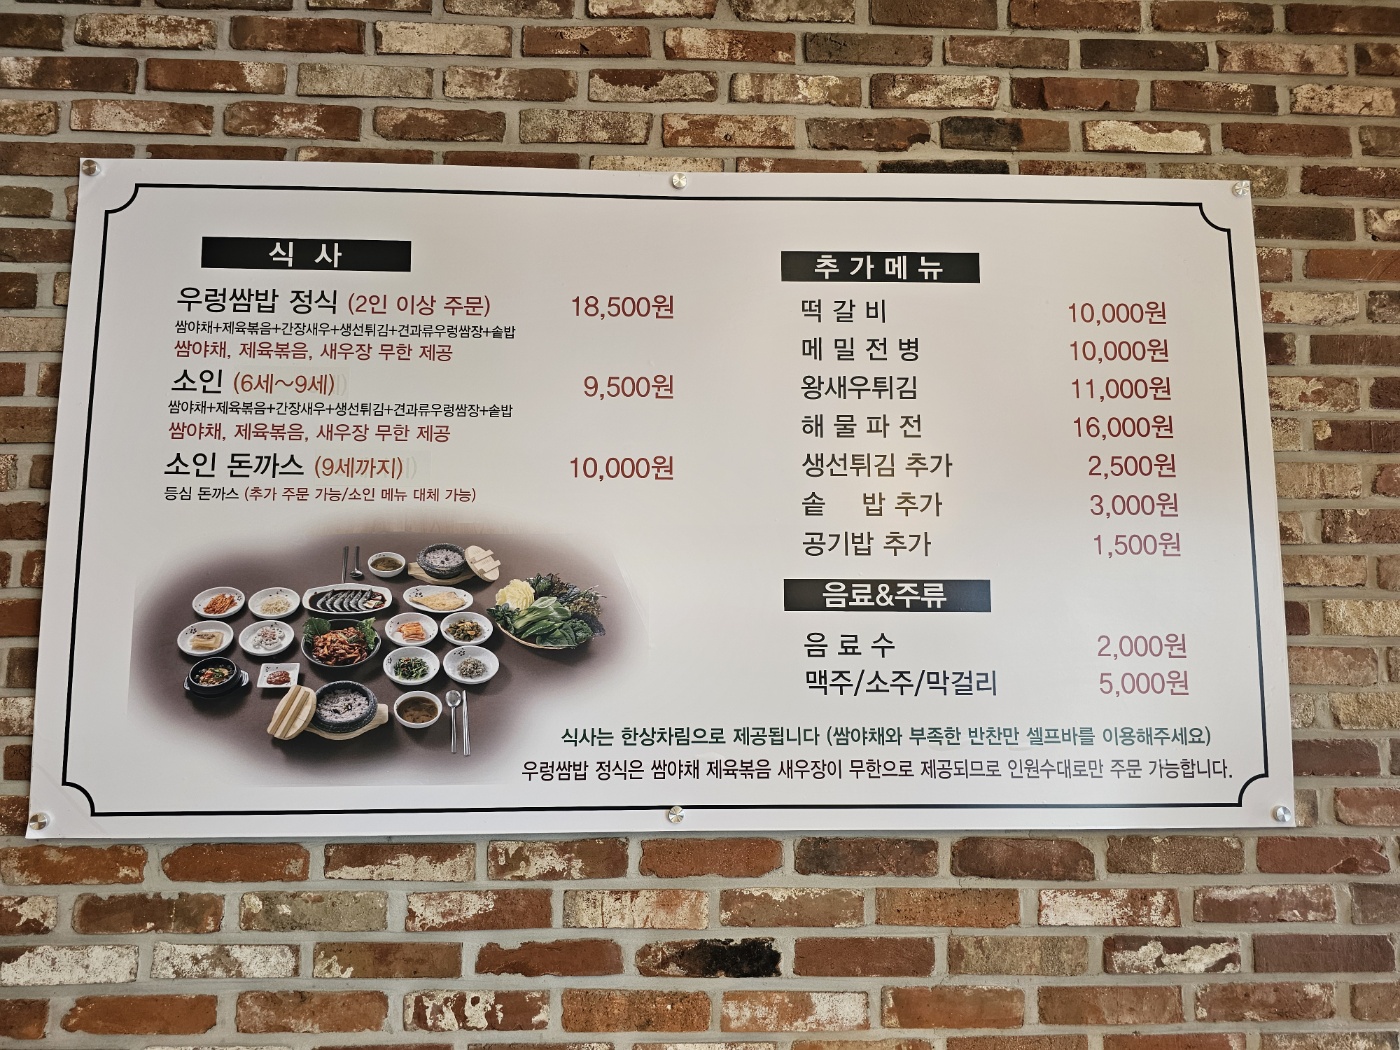 식 사
우렁쌈밥 정식 (2인 이상 주문) 18,500원
쌈야채+제육볶음+간장새우+생선튀김+견과류우렁쌈장+솥밥
쌈야채, 제육볶음, 새우장 무한 제공
소인 (6세~9세) 9,500원
쌈야채+제육볶음+간장새우+생선튀김+견과류우렁쌈장+솥밥
쌈야채, 제육볶음, 새우장 무한 제공
소인 돈까스 (9세까지) 10,000원
등심 돈까스 (추가 주문 가능/소인 메뉴 대체 가능)
추 가 메 뉴
떡 갈 비 10,000원
메 밀 전 병 10,000원
왕새우튀김 11,000원
해 물 파 전 16,000원
생선튀김 추가 2,500원
솥 밥 추가 3,000원
공기밥 추가 1,500원
음료&주류
음 료 수 2,000원
맥주/소주/막걸리 5,000원
식사는 한상차림으로 제공됩니다 (쌈야채와 부족한 반찬만 셀프바를 이용해주세요)
우렁쌈밥 정식은 쌈야채 제육볶음 새우장이 무한으로 제공되므로 인원수대로만 주문 가능합니다.